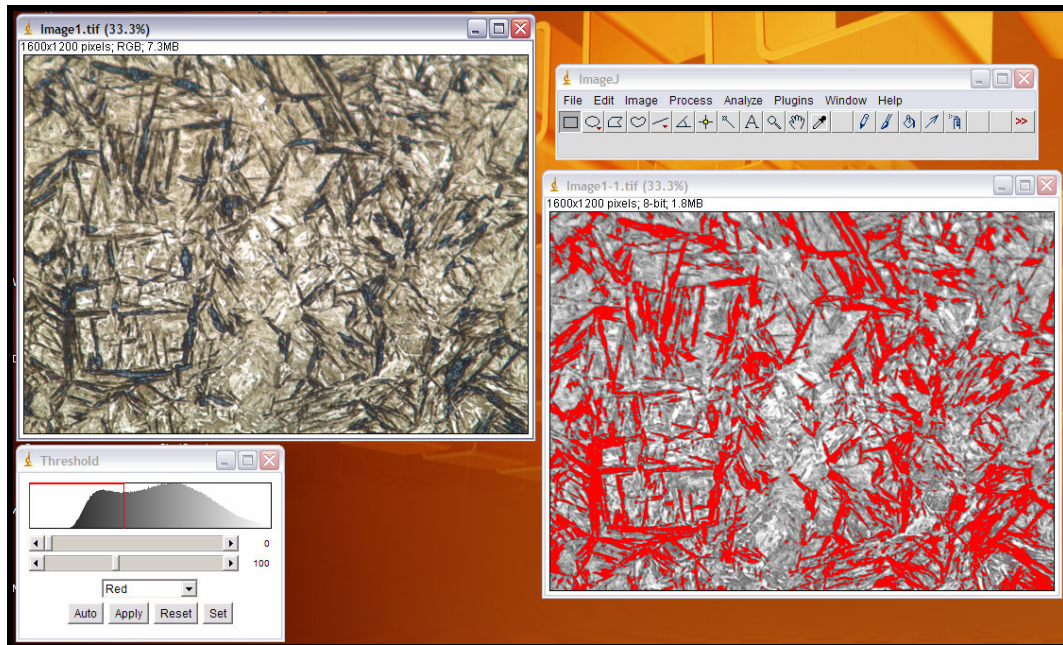 Image1.tif (33.3%)
1600x1200 pixels; RGB; 7.3MB
ImageJ
File Edit Image Process Analyze Plugins Window Help
Image1-1.tif (33.3%)
1600x1200 pixels; 8-bit; 1.8MB
Threshold
0
100
Red
Auto Apply Reset Set